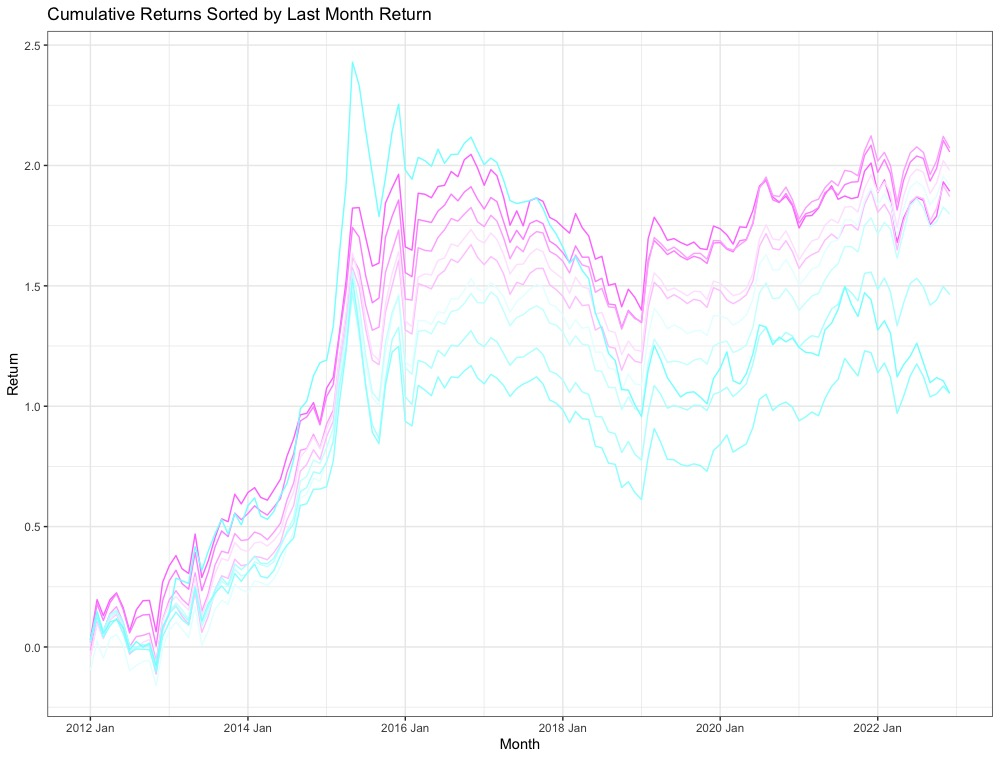 Cumulative Returns Sorted by Last Month Return
2.5
2.0
1.5
1.0
0.5
0.0
Return
2012 Jan 2014 Jan 2016 Jan 2018 Jan 2020 Jan 2022 Jan
Month